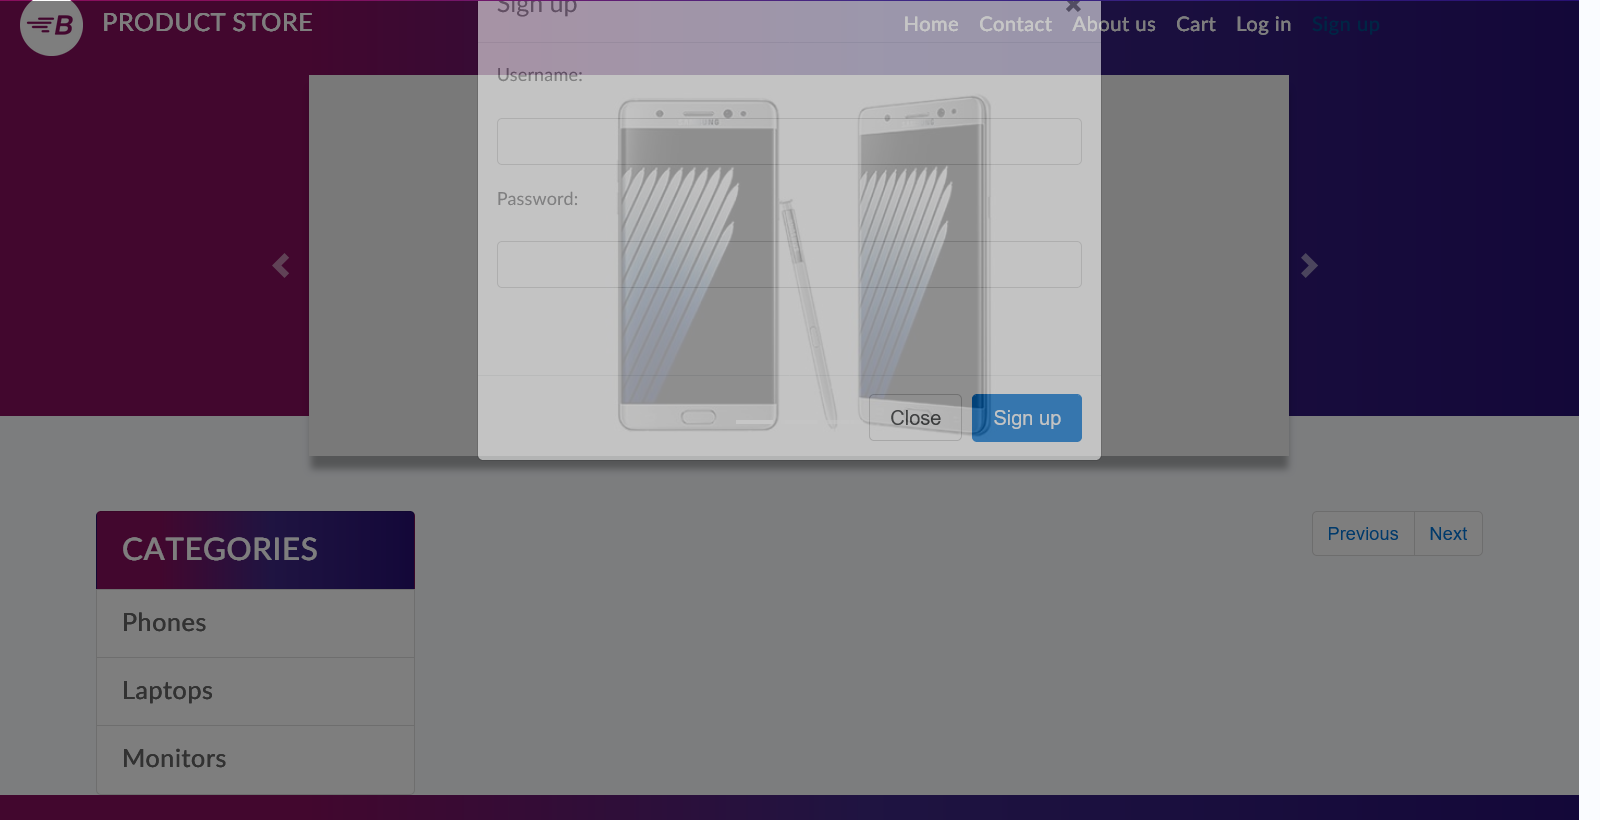 Sign up
B PRODUCT STORE
Home Contact About us Cart Log in Sign up
Username:
SAMSUNG
Password:
Close Sign up
CATEGORIES
Previous Next
Phones
Laptops
Monitors